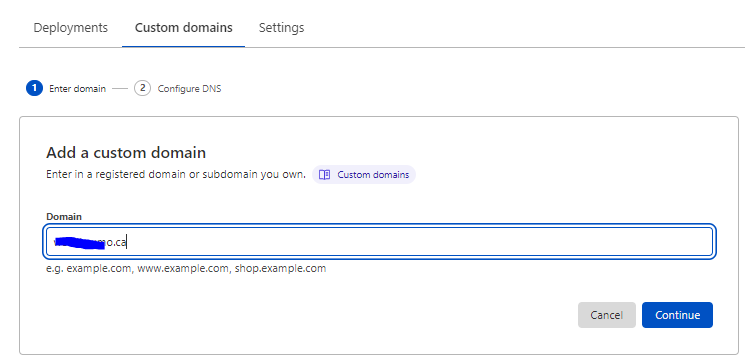 Deployments Custom domains Settings
1 Enter domain 2 Configure DNS
Add a custom domain
Enter in a registered domain or subdomain you own. Custom domains
Domain
o.ca
e.g. example.com, www.example.com, shop.example.com
Cancel Continue